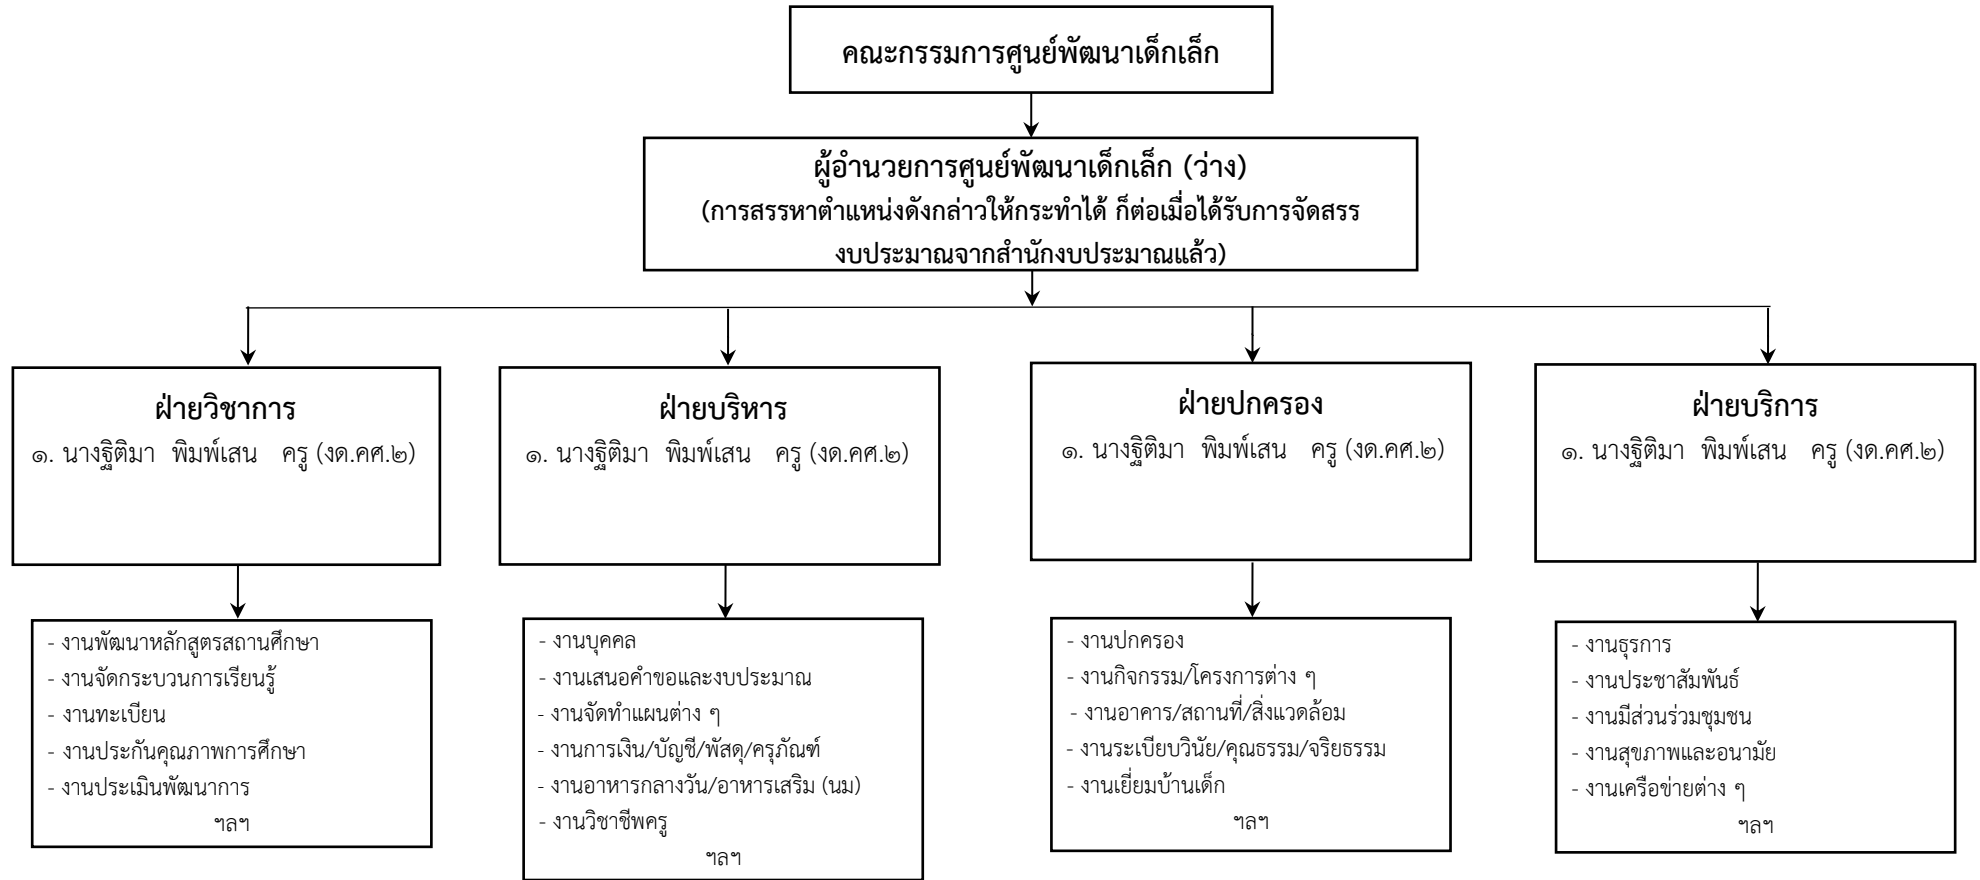 คณะกรรมการศูนย์พัฒนาเด็กเล็ก
ผู้อำนวยการศูนย์พัฒนาเด็กเล็ก (ว่าง)
(การสรรหาตำแหน่งดังกล่าวให้กระทำได้ ก็ต่อเมื่อได้รับการจัดสรร
งบประมาณจากสำนักงบประมาณแล้ว)
ฝ่ายวิชาการ
๑. นางฐิติมา พิมพ์เสน ครู (งด.คศ.๒)
ฝ่ายบริหาร
๑. นางฐิติมา พิมพ์เสน ครู (งด.คศ.๒)
ฝ่ายปกครอง
๑. นางฐิติมา พิมพ์เสน ครู (งด.คศ.๒)
ฝ่ายบริการ
๑. นางฐิติมา พิมพ์เสน ครู (งด.คศ.๒)
- งานพัฒนาหลักสูตรสถานศึกษา
- งานจัดกระบวนการเรียนรู้
- งานทะเบียน
- งานประกันคุณภาพการศึกษา
- งานประเมินพัฒนาการ
ฯลฯ
- งานบุคคล
- งานเสนอคำขอและงบประมาณ
- งานจัดทำแผนต่าง ๆ
- งานการเงิน/บัญชี/พัสดุ/ครุภัณฑ์
- งานอาหารกลางวัน/อาหารเสริม (นม)
- งานวิชาชีพครู
ฯลฯ
- งานปกครอง
- งานกิจกรรม/โครงการต่าง ๆ
- งานอาคาร/สถานที่/สิ่งแวดล้อม
- งานระเบียบวินัย/คุณธรรม/จริยธรรม
- งานเยี่ยมบ้านเด็ก
ฯลฯ
- งานธุรการ
- งานประชาสัมพันธ์
- งานมีส่วนร่วมชุมชน
- งานสุขภาพและอนามัย
- งานเครือข่ายต่าง ๆ
ฯลฯ